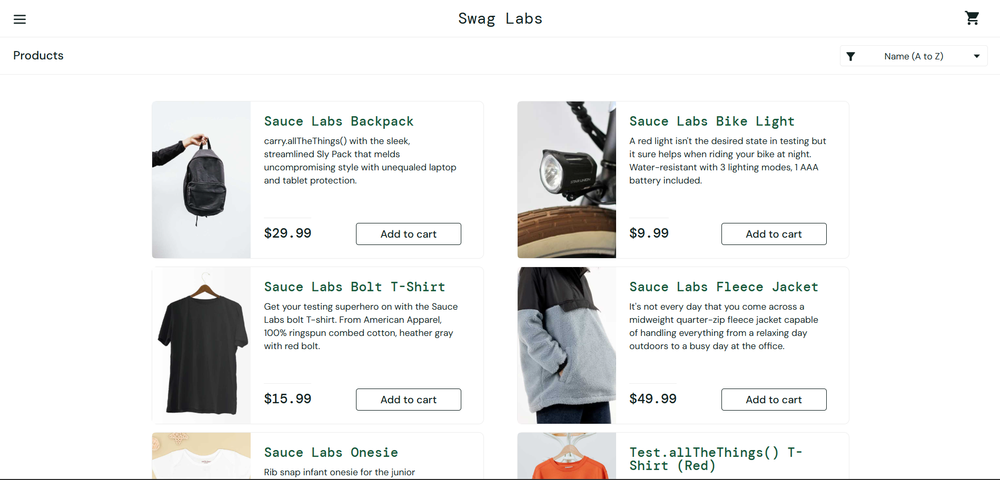 Swag Labs
Products
Name (A to Z)
Sauce Labs Backpack
carry.allTheThings() with the sleek,
streamlined Sly Pack that melds
uncompromising style with unequaled laptop
and tablet protection.
$29.99
Add to cart
Sauce Labs Bike Light
A red light isn't the desired state in testing but
it sure helps when riding your bike at night.
Water-resistant with 3 lighting modes, 1 AAA
battery included.
STAR UNION
$9.99
Add to cart
Sauce Labs Bolt T-Shirt
Get your testing superhero on with the Sauce
Labs bolt T-shirt. From American Apparel,
100% ringspun combed cotton, heather gray
with red bolt.
$15.99
Add to cart
Sauce Labs Fleece Jacket
It's not every day that you come across a
midweight quarter-zip fleece jacket capable
of handling everything from a relaxing day
outdoors to a busy day at the office.
$49.99
Add to cart
Sauce Labs Onesie
Rib snap infant onesie for the junior
Test.allTheThings() T-
Shirt (Red)